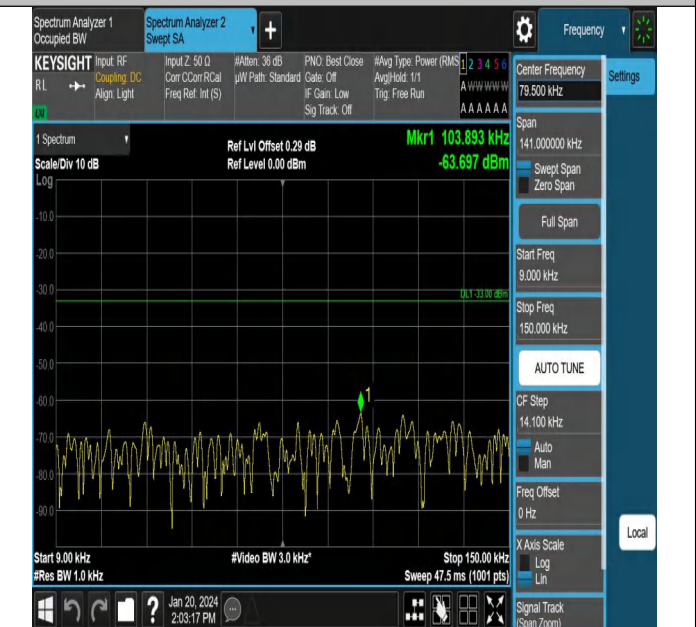 Spectrum Analyzer 1
Occupied BW
Spectrum Analyzer 2
Swept SA
Frequency
KEYSIGHT
RL
Input: RF
Coupling: DC
Align: Light
Input Z: 50 Ω
Corr CCorr RCal
Freq Ref: Int (S)
#Atten: 36 dB
µW Path: Standard
PNO: Best Close
Gate: Off
IF Gain: Low
Sig Track: Off
#Avg Type: Power (RMS
Avg|Hold: 1/1
Trig: Free Run
1 2 3 4 5 6
A W W W W W
A A A A A A
1 Spectrum
Scale/Div 10 dB
Log
Ref Lvl Offset 0.29 dB
Ref Level 0.00 dBm
Mkr1 103.893 kHz
-63.697 dBm
-10.0
-20.0
-30.0
DL1 -33.00 dBm
-40.0
-50.0
-60.0
1
-70.0
-80.0
-90.0
Start 9.00 kHz
#Res BW 1.0 kHz
#Video BW 3.0 kHz*
Stop 150.00 kHz
Sweep 47.5 ms (1001 pts)
Jan 20, 2024
2:03:17 PM
Center Frequency
79.500 kHz
Settings
Span
141.000000 kHz
Swept Span
Zero Span
Full Span
Start Freq
9.000 kHz
Stop Freq
150.000 kHz
AUTO TUNE
CF Step
14.100 kHz
Auto
Man
Freq Offset
0 Hz
X Axis Scale
Log
Lin
Local
Signal Track
(Span Zoom)